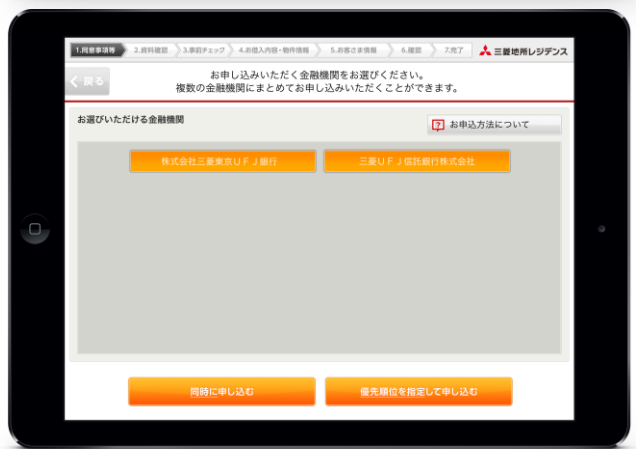 1.同意事項等 2.資料確認 3.事前チェック 4.お借入内容・物件情報 5.お客さま情報 6.確認 7.完了 三菱地所レジデンス
戻る
お申し込みいただく金融機関をお選びください。
複数の金融機関にまとめてお申し込みいただくことができます。
お選びいただける金融機関
? お申込方法について
株式会社三菱東京UFJ銀行 三菱UFJ信託銀行株式会社
同時に申し込む 優先順位を指定して申し込む